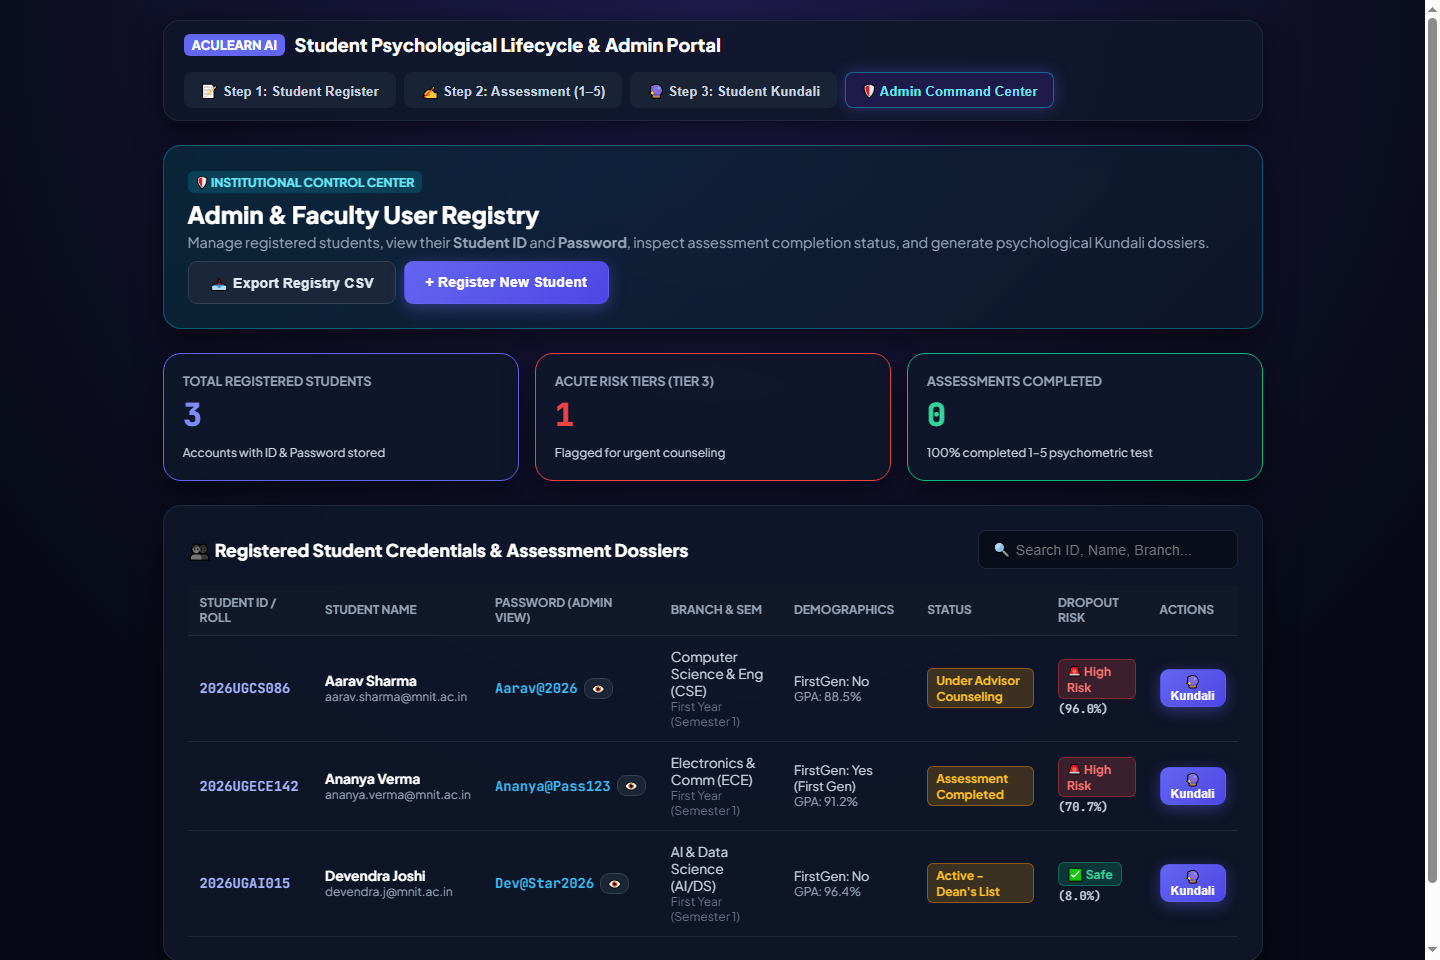 ACULEARN AI Student Psychological Lifecycle & Admin Portal
📝 Step 1: Student Register
✍️ Step 2: Assessment (1–5)
🔮 Step 3: Student Kundali
🛡️ Admin Command Center
🛡️ INSTITUTIONAL CONTROL CENTER
Admin & Faculty User Registry
Manage registered students, view their Student ID and Password, inspect assessment completion status, and generate psychological Kundali dossiers.
📥 Export Registry CSV
+ Register New Student
TOTAL REGISTERED STUDENTS
3
Accounts with ID & Password stored
ACUTE RISK TIERS (TIER 3)
1
Flagged for urgent counseling
ASSESSMENTS COMPLETED
0
100% completed 1–5 psychometric test
👥 Registered Student Credentials & Assessment Dossiers
🔍 Search ID, Name, Branch...
STUDENT ID /
ROLL
STUDENT NAME
PASSWORD (ADMIN
VIEW)
BRANCH & SEM
DEMOGRAPHICS
STATUS
DROPOUT
RISK
ACTIONS
2026UGCS086
Aarav Sharma
aarav.sharma@mnit.ac.in
Aarav@2026 👁️
Computer
Science & Eng
(CSE)
First Year
(Semester 1)
FirstGen: No
GPA: 88.5%
Under Advisor
Counseling
🚨 High
Risk
(96.0%)
🔮
Kundali
2026UGECE142
Ananya Verma
ananya.verma@mnit.ac.in
Ananya@Pass123 👁️
Electronics &
Comm (ECE)
First Year
(Semester 1)
FirstGen: Yes
(First Gen)
GPA: 91.2%
Assessment
Completed
🚨 High
Risk
(70.7%)
🔮
Kundali
2026UGAI015
Devendra Joshi
devendra.j@mnit.ac.in
Dev@Star2026 👁️
AI & Data
Science
(AI/DS)
First Year
(Semester 1)
FirstGen: No
GPA: 96.4%
Active –
Dean's List
✅ Safe
(8.0%)
🔮
Kundali